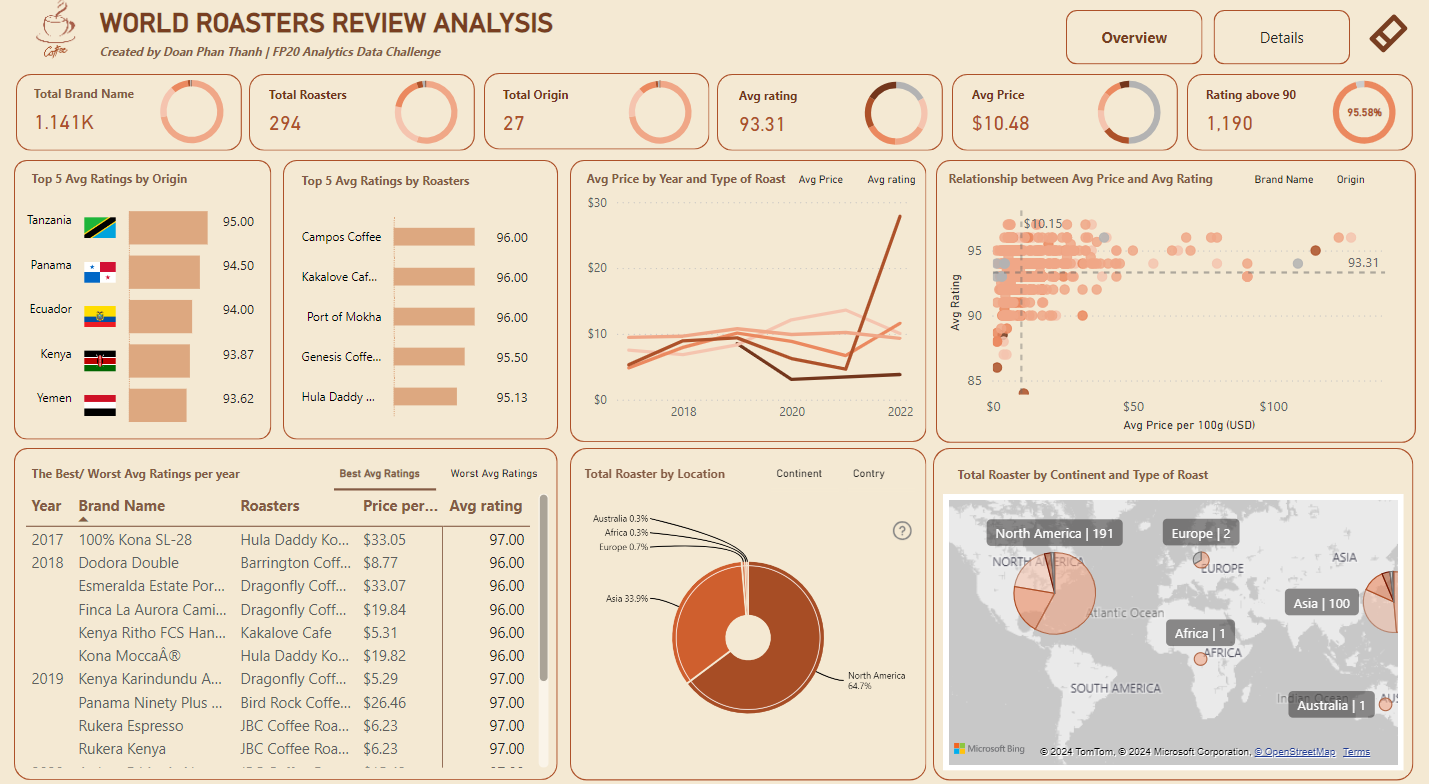 WORLD ROASTERS REVIEW ANALYSIS
Created by Doan Phan Thanh | FP20 Analytics Data Challenge
Coffee
Overview
Details
Total Brand Name
1.141K
Total Roasters
294
Total Origin
27
Avg rating
93.31
Avg Price
$10.48
Rating above 90
1,190
95.58%
Top 5 Avg Ratings by Origin
Tanzania 95.00
Panama 94.50
Ecuador 94.00
Kenya 93.87
Yemen 93.62
Top 5 Avg Ratings by Roasters
Campos Coffee 96.00
Kakalove Caf... 96.00
Port of Mokha 96.00
Genesis Coffe... 95.50
Hula Daddy ... 95.13
Avg Price by Year and Type of Roast Avg Price Avg rating
$30
$20
$10
$0
2018 2020 2022
Relationship between Avg Price and Avg Rating Brand Name Origin
$10.15
93.31
Avg Rating
95
90
85
$0 $50 $100
Avg Price per 100g (USD)
The Best/ Worst Avg Ratings per year Best Avg Ratings Worst Avg Ratings
Year Brand Name Roasters Price per... Avg rating
2017 100% Kona SL-28 Hula Daddy Ko... $33.05 97.00
2018 Dodora Double Barrington Coff... $8.77 96.00
Esmeralda Estate Por... Dragonfly Coff... $33.07 96.00
Finca La Aurora Cami... Dragonfly Coff... $19.84 96.00
Kenya Ritho FCS Han... Kakalove Cafe $5.31 96.00
Kona MoccaÂ® Hula Daddy Ko... $19.82 96.00
2019 Kenya Karindundu A... Dragonfly Coff... $5.29 97.00
Panama Ninety Plus ... Bird Rock Coffe... $26.46 97.00
Rukera Espresso JBC Coffee Roa... $6.23 97.00
Rukera Kenya JBC Coffee Roa... $6.23 97.00
Total Roaster by Location Continent Contry
?
Australia 0.3%
Africa 0.3%
Europe 0.7%
Asia 33.9%
North America
64.7%
Total Roaster by Continent and Type of Roast
North America | 191
Europe | 2
NORTH AMERICA
EUROPE
ASIA
Asia | 100
Atlantic Ocean
Africa | 1
AFRICA
SOUTH AMERICA
Indian Ocean
Australia | 1
AUS
Microsoft Bing
© 2024 TomTom, © 2024 Microsoft Corporation, © OpenStreetMap Terms